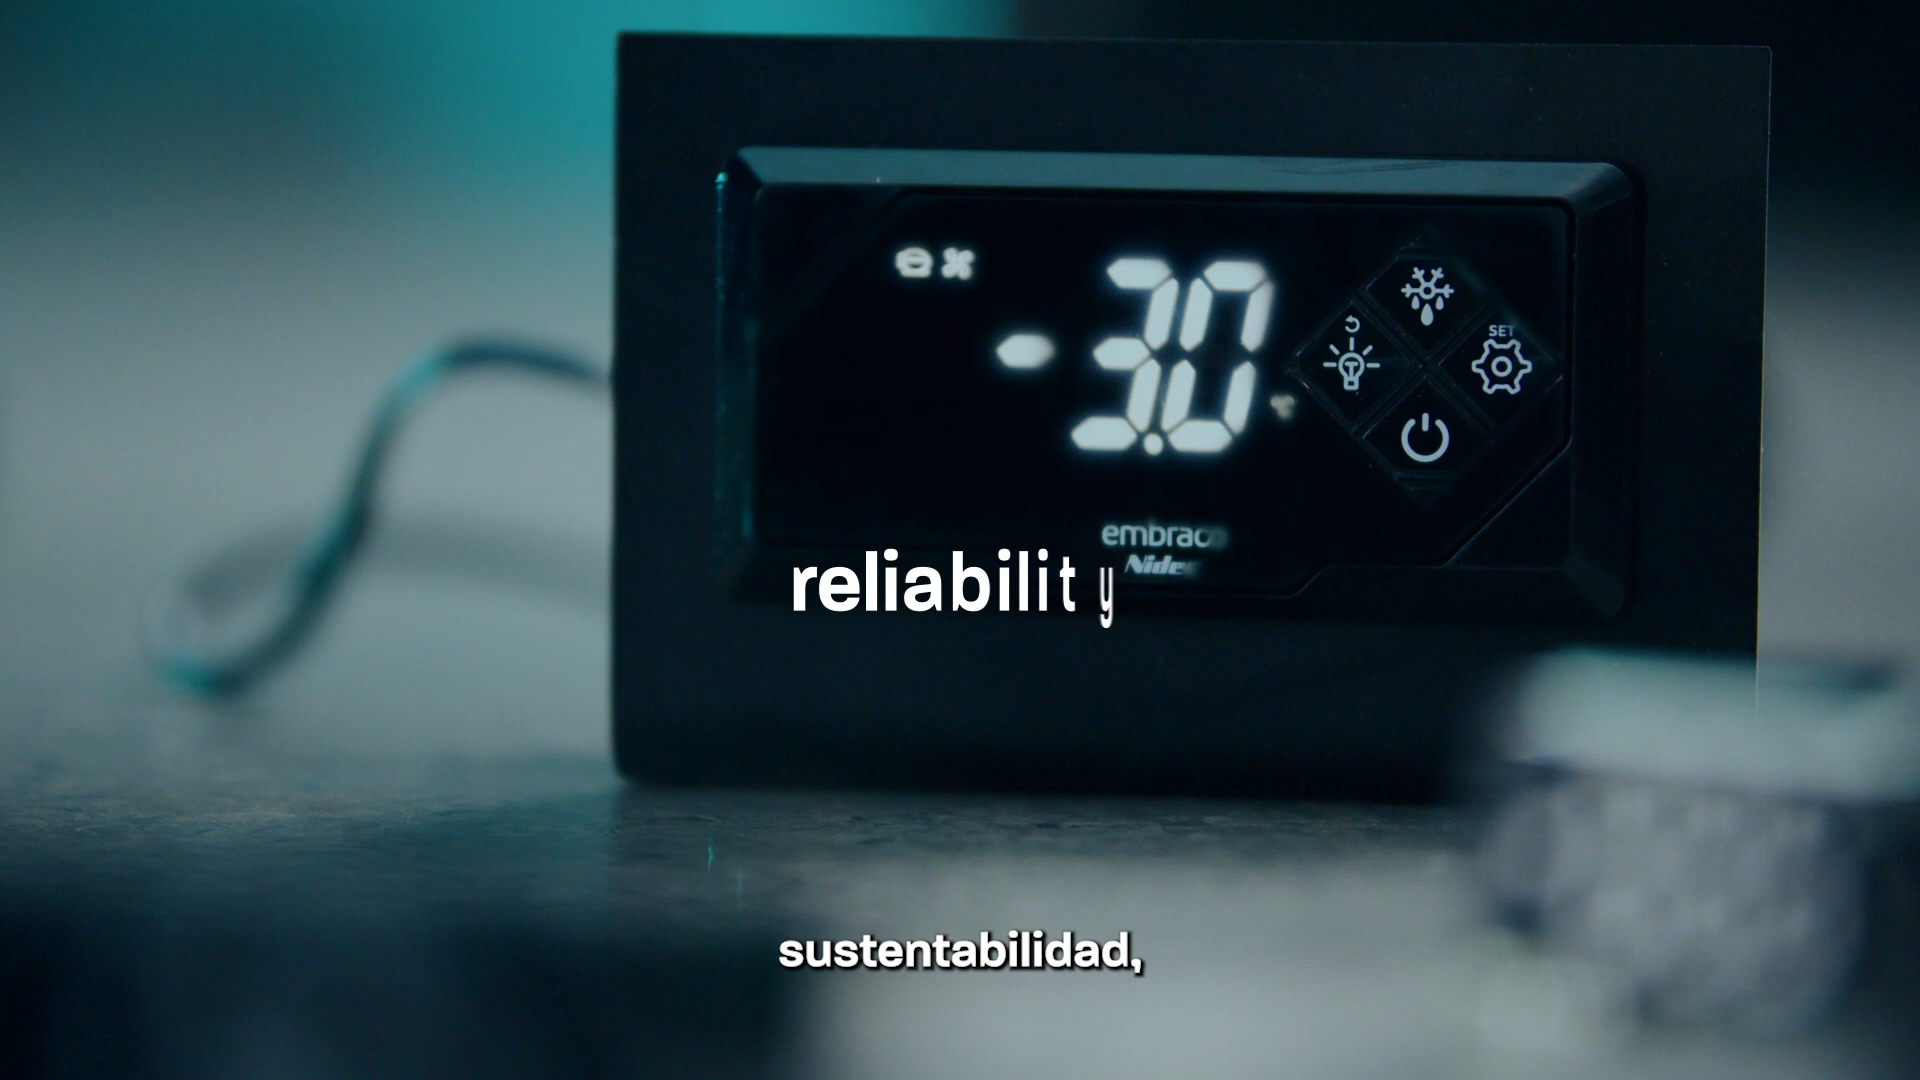 -3.0
°C
SET
embraco
Nidec
reliability
sustentabilidad,